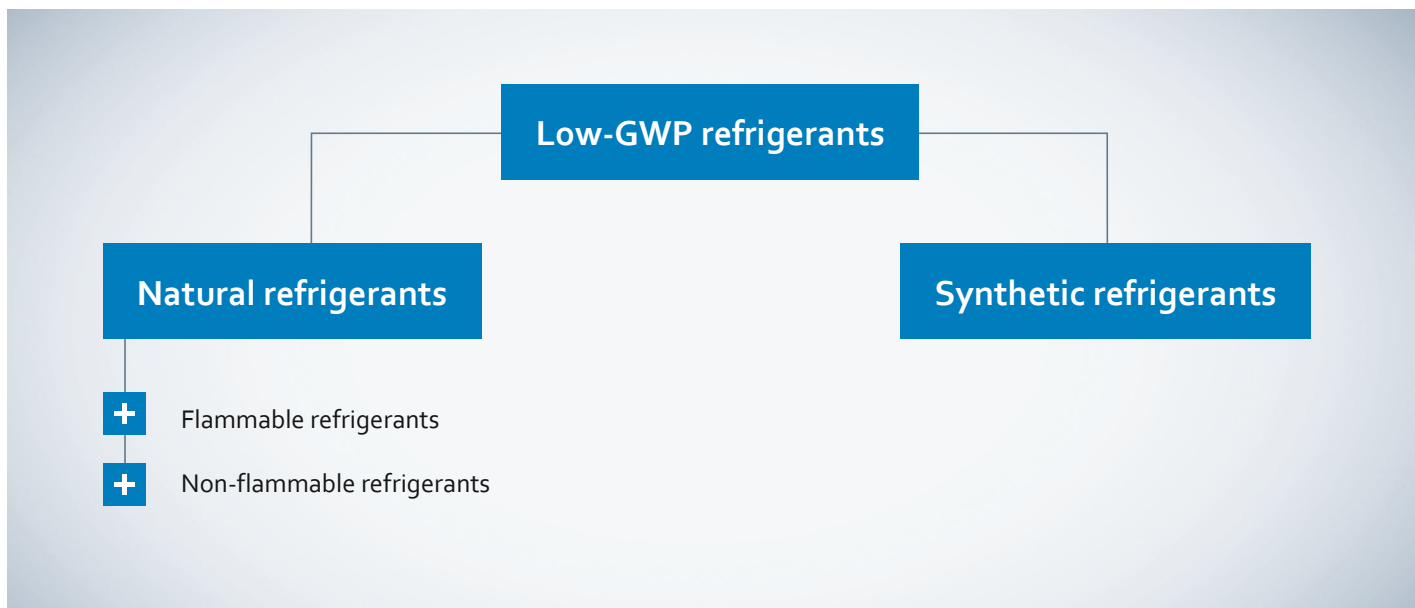 Low-GWP refrigerants
Natural refrigerants
Synthetic refrigerants
Flammable refrigerants
Non-flammable refrigerants